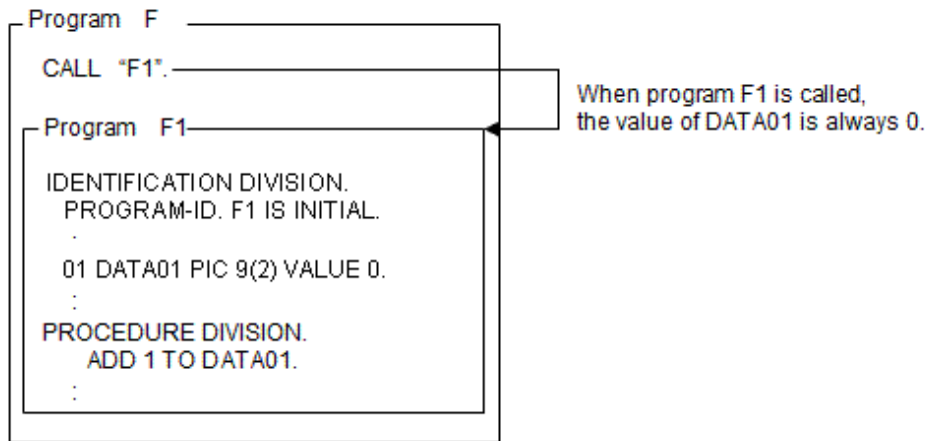 Program F
CALL “F1”.
When program F1 is called,
the value of DATA01 is always 0.
Program F1
IDENTIFICATION DIVISION.
PROGRAM-ID. F1 IS INITIAL.
:
01 DATA01 PIC 9(2) VALUE 0.
:
PROCEDURE DIVISION.
ADD 1 TO DATA01.
: